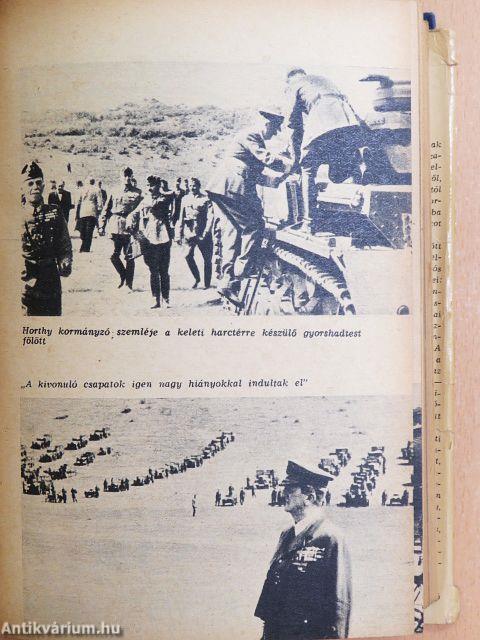 Horthy kormányzó szemléje a keleti harctérre készülő gyorshadtest
fölött
„A kivonuló csapatok igen nagy hiányokkal indultak el"
Antikvárium.hu